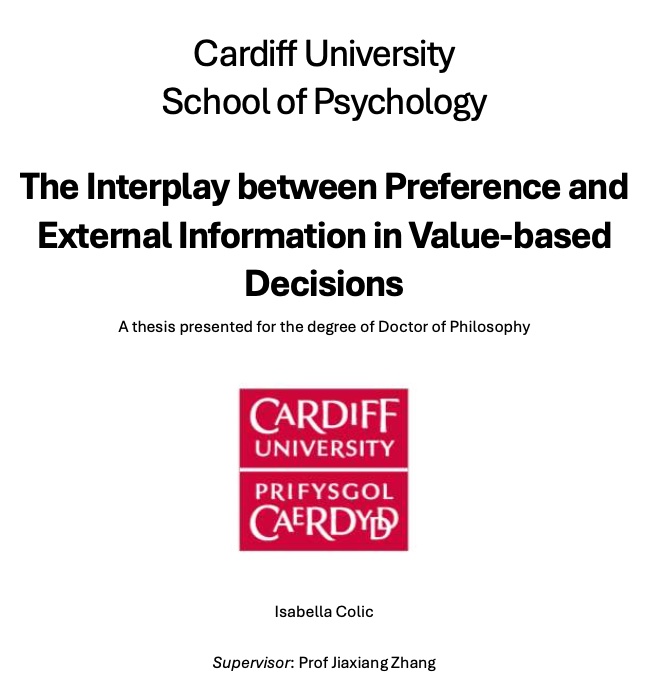 Cardiff University
School of Psychology
The Interplay between Preference and
External Information in Value-based
Decisions
A thesis presented for the degree of Doctor of Philosophy
CARDIFF
UNIVERSITY
PRIFYSGOL
CAERDYDD
Isabella Colic
Supervisor: Prof Jiaxiang Zhang